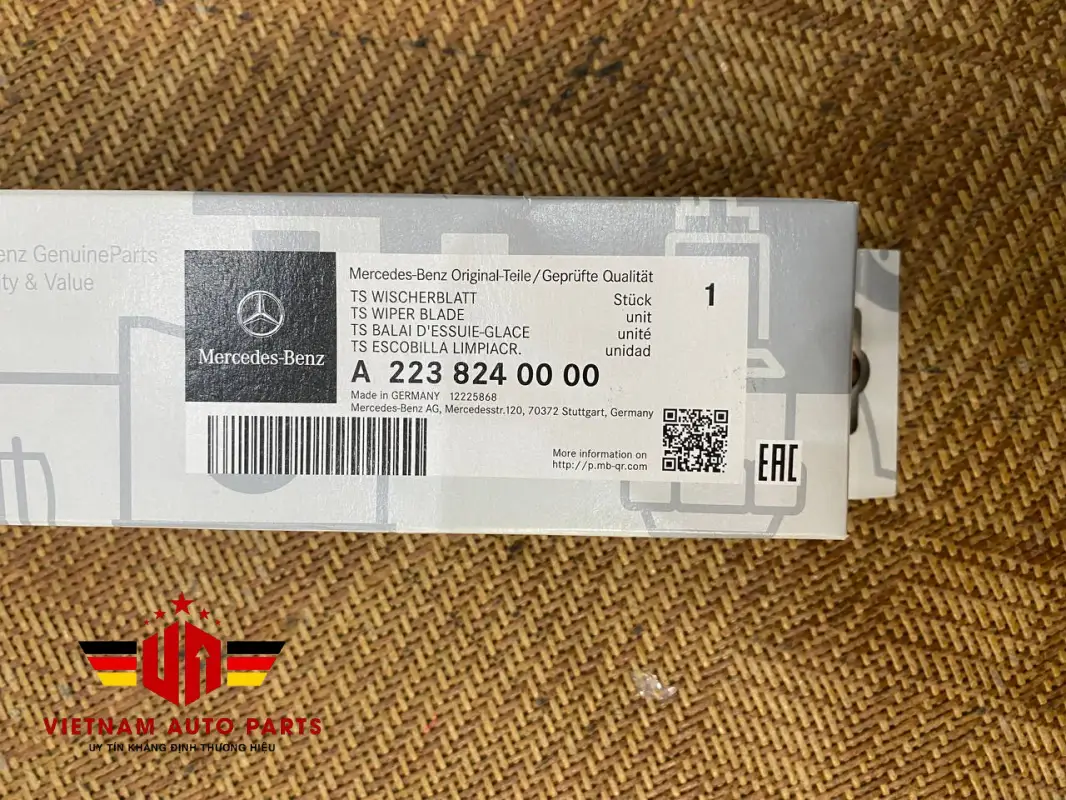 enz GenuineParts
ty & Value
Mercedes-Benz
Mercedes-Benz Original-Teile/Geprüfte Qualität
TS WISCHERBLATT Stück 1
TS WIPER BLADE unit
TS BALAI D'ESSUIE-GLACE unité
TS ESCOBILLA LIMPIACR. unidad
A 223 824 00 00
Made in GERMANY 12225868
Mercedes-Benz AG, Mercedesstr.120, 70372 Stuttgart, Germany
More information on
http://p.mb-qr.com
EAC
VIETNAM AUTO PARTS
UY TÍN KHẲNG ĐỊNH THƯƠNG HIỆU